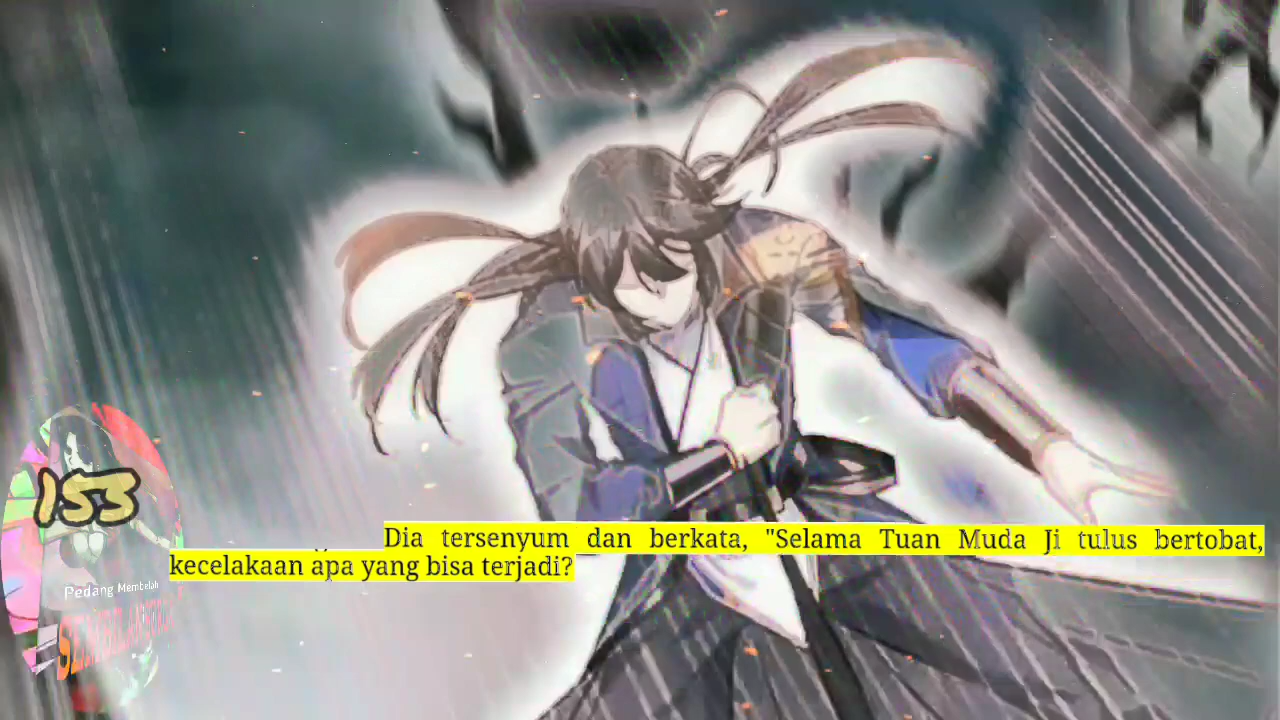 153
Dia tersenyum dan berkata, "Selama Tuan Muda Ji tulus bertobat,
kecelakaan apa yang bisa terjadi?
Pedang Membelah